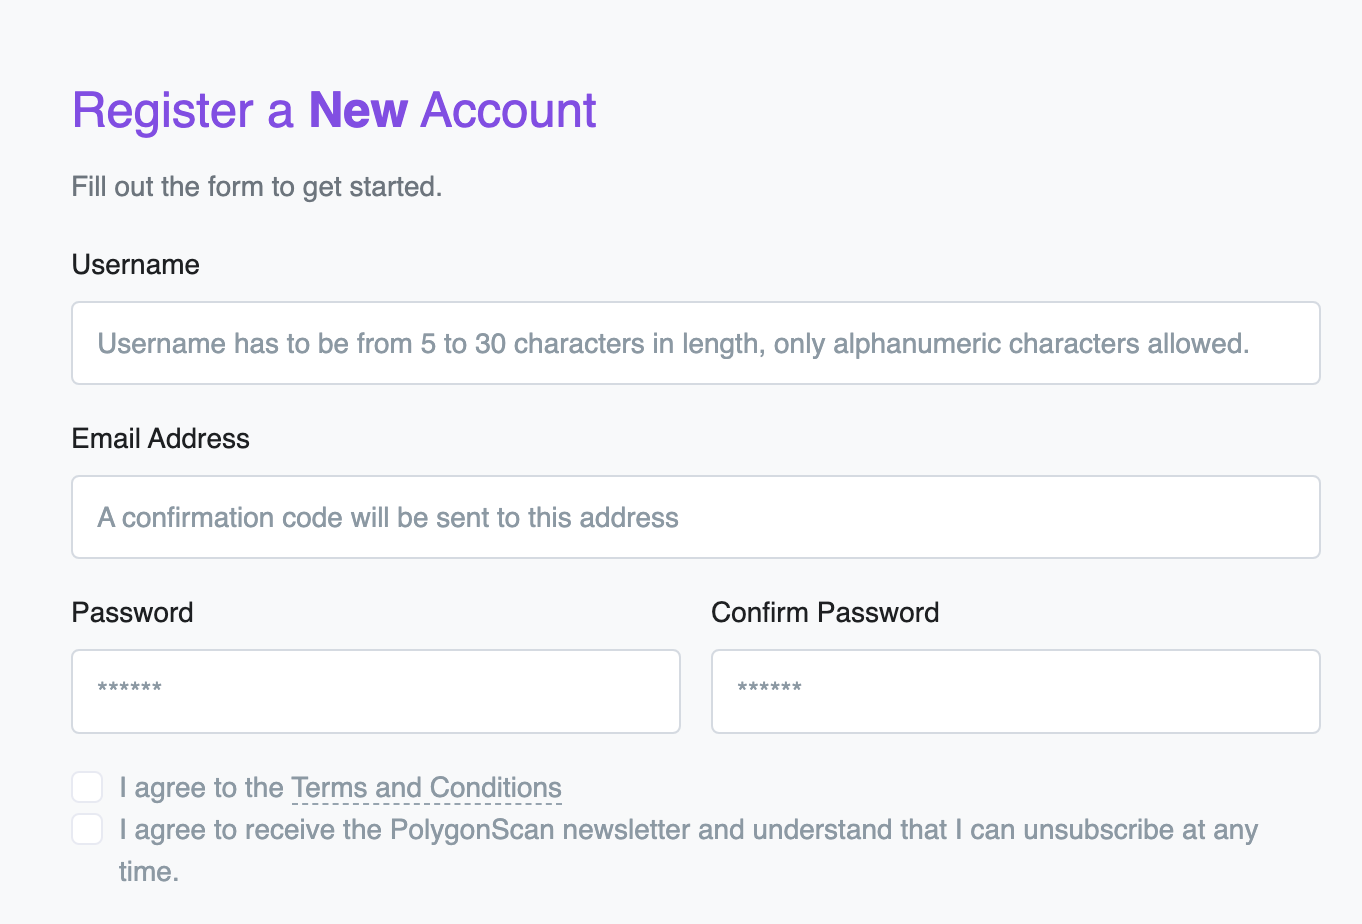 Register a New Account
Fill out the form to get started.
Username
Username has to be from 5 to 30 characters in length, only alphanumeric characters allowed.
Email Address
A confirmation code will be sent to this address
Password
Confirm Password
******
******
I agree to the Terms and Conditions
I agree to receive the PolygonScan newsletter and understand that I can unsubscribe at any
time.